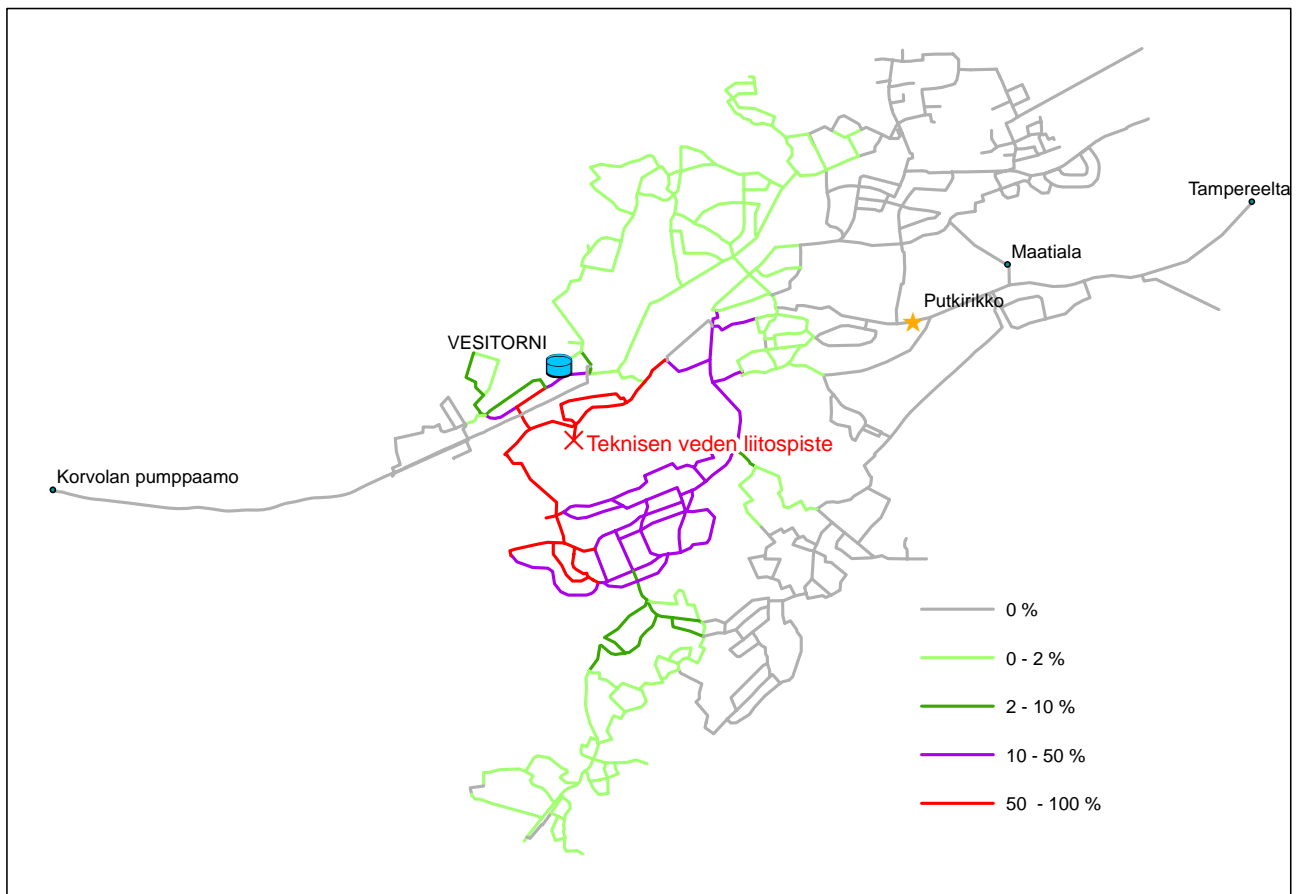 Tampereelta
Maatiala
Putkirikko
VESITORNI
Teknisen veden liitospiste
Korvolan pumppaamo
0 %
0 - 2 %
2 - 10 %
10 - 50 %
50 - 100 %